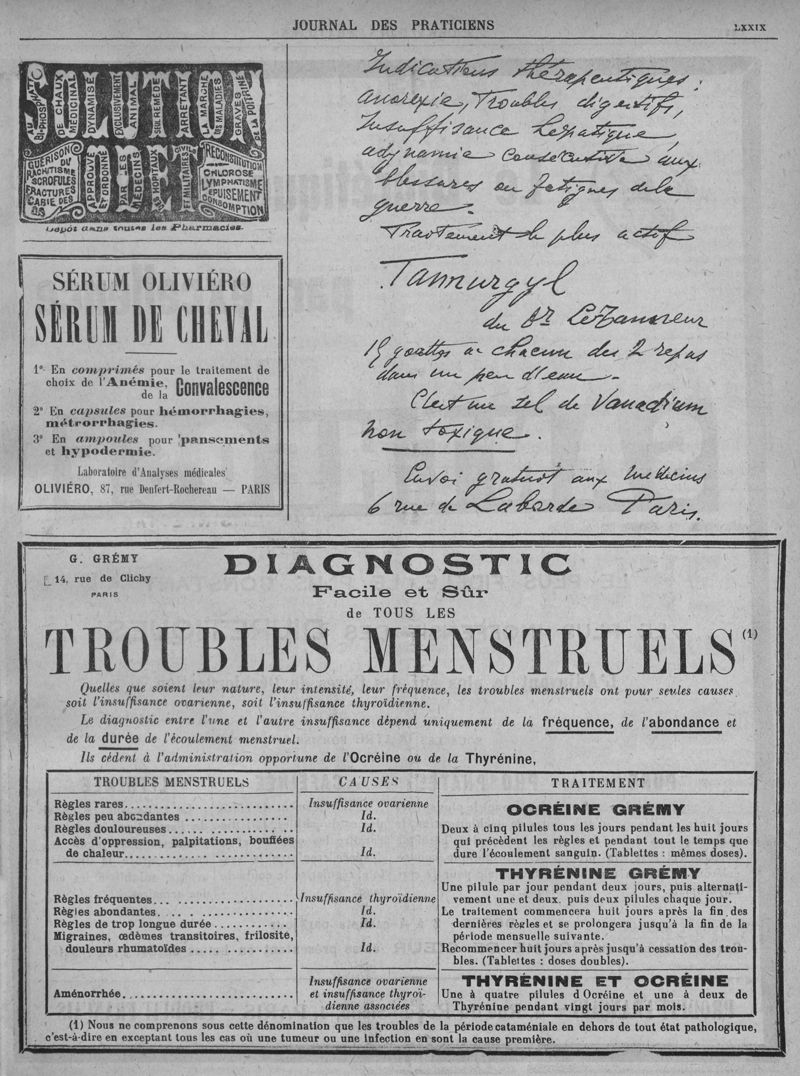 JOURNAL DES PRATICIENS
LXXIX
SOLUTION
AU
BI-PHOSPHATE
DE CHAUX
MÉDICINAL
DYNAMISÉ
EXCLUSIVEMENT
ANIMAL
SEUL REMÈDE
ARRÊTANT
LA MARCHE
DES MALADIES
GRAVES
DE LA POITRINE
GUÉRISON
DU
RACHITISME
SCROFULES
FRACTURES
CARIE DES
OS
APPROUVÉ
ET ORDONNÉ
PAR LES
MÉDECINS
DES HÔPITAUX
CIVILS
ET MILITAIRES
RECONSTITUTION
CHLOROSE
LYMPHATISME
ÉPUISEMENT
CONSOMPTION
Dépôt dans toutes les Pharmacies.
SÉRUM OLIVIÉRO
SÉRUM DE CHEVAL
1° En comprimés pour le traitement de
choix de l'Anémie, de la Convalescence
2° En capsules pour hémorrhagies,
métrorrhagies.
3° En ampoules pour pansements
et hypodermie.
Laboratoire d'Analyses médicales
OLIVIÉRO, 87, rue Denfert-Rochereau — PARIS
Indications thérapeutiques :
anorexie, Troubles digestifs,
Insuffisance hépatique,
adynamie consécutive aux
blessures ou fatigues de la
guerre.
Traitement le plus actif
Tanurgyl
du Dr Le Tanneur
15 gouttes à chacun des 2 repas
dans un peu d'eau.
C'est un sel de Vanadium
non toxique.
Envoi gratuit aux médecins
6 rue de Laborde Paris.
G. GRÉMY
14, rue de Clichy
PARIS
DIAGNOSTIC
Facile et Sûr
de TOUS LES
TROUBLES MENSTRUELS (1)
Quelles que soient leur nature, leur intensité, leur fréquence, les troubles menstruels ont pour seules causes
soit l'insuffisance ovarienne, soit l'insuffisance thyroïdienne.
Le diagnostic entre l'une et l'autre insuffisance dépend uniquement de la fréquence, de l'abondance et
de la durée de l'écoulement menstruel.
Ils cèdent à l'administration opportune de l'Ocréine ou de la Thyrénine,
TROUBLES MENSTRUELS
CAUSES
TRAITEMENT
Règles rares
Insuffisance ovarienne
Règles peu abondantes
Id.
Règles douloureuses
Id.
Accès d'oppression, palpitations, bouffées
de chaleur
Id.
OCRÉINE GRÉMY
Deux à cinq pilules tous les jours pendant les huit jours
qui précèdent les règles et pendant tout le temps que
dure l'écoulement sanguin. (Tablettes : mêmes doses).
Règles fréquentes
Insuffisance thyroïdienne
Règles abondantes
Id.
Règles de trop longue durée
Id.
Migraines, œdèmes transitoires, frilosité,
douleurs rhumatoïdes
Id.
THYRÉNINE GRÉMY
Une pilule par jour pendant deux jours, puis alternati-
vement une et deux, puis deux pilules chaque jour.
Le traitement commencera huit jours après la fin des
dernières règles et se prolongera jusqu'à la fin de la
période mensuelle suivante.
Recommencer huit jours après jusqu'à cessation des trou-
bles. (Tablettes : doses doubles).
Aménorrhée
Insuffisance ovarienne
et insuffisance thyroï-
dienne associées
THYRÉNINE ET OCRÉINE
Une à quatre pilules d'Ocréine et une à deux de
Thyrénine pendant vingt jours par mois.
(1) Nous ne comprenons sous cette dénomination que les troubles de la période cataméniale en dehors de tout état pathologique,
c'est-à-dire en exceptant tous les cas où une tumeur ou une infection en sont la cause première.